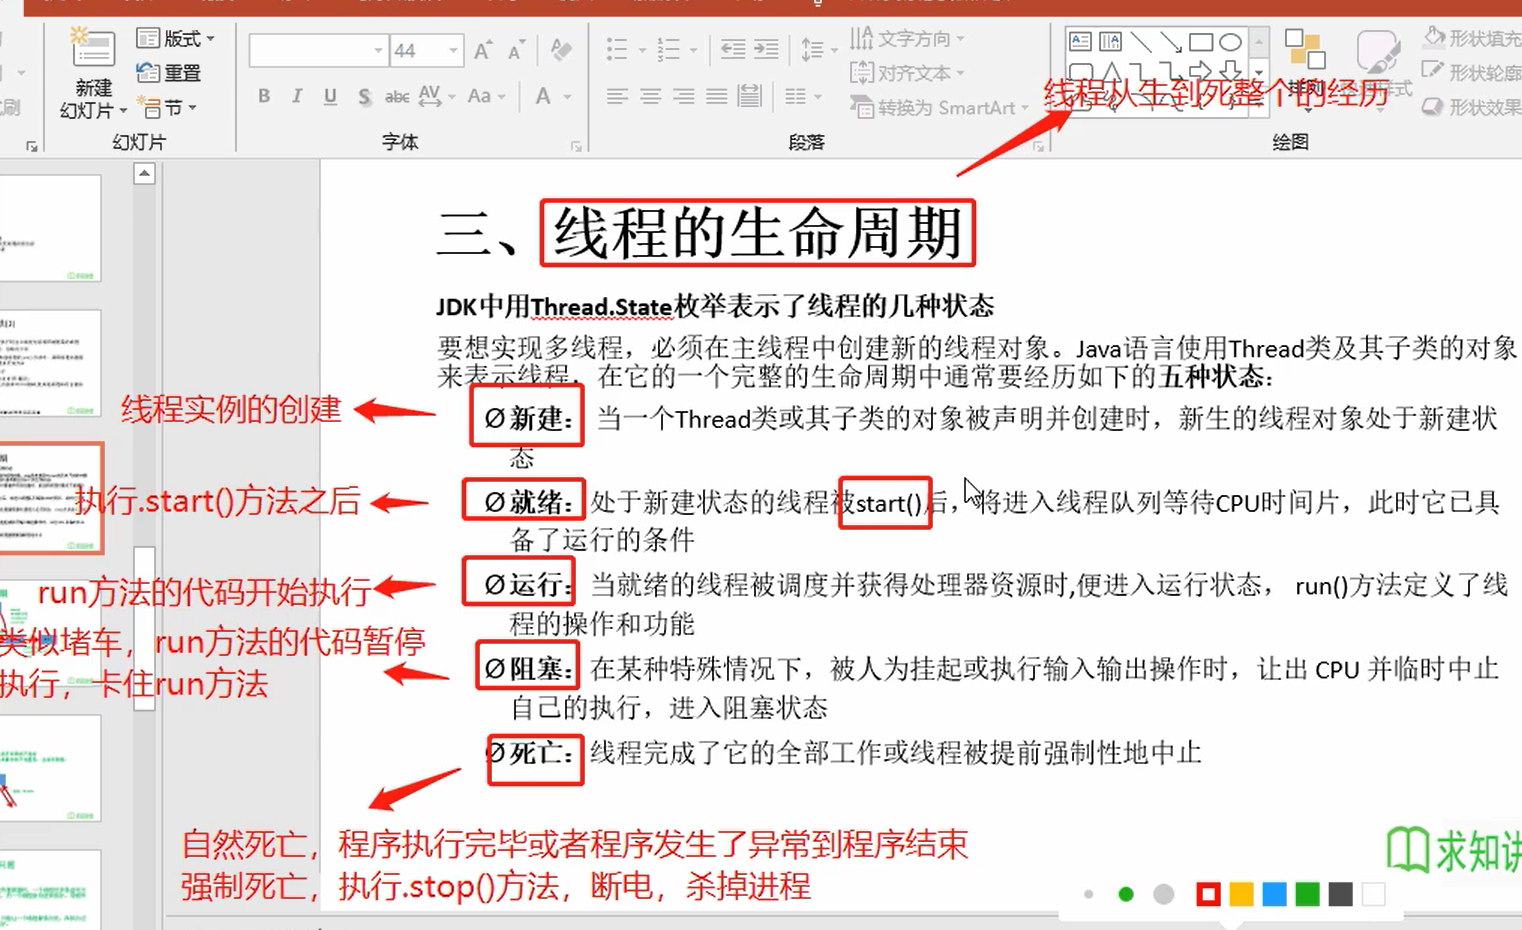 版式
44
文字方向
形状填充
新建
重置
对齐文本
形状轮廓
幻灯片
节
B I U S abc AV Aa A
转换为 SmartArt
排列
形状效果
线程从生到死整个的经历
幻灯片
字体
段落
绘图
三、线程的生命周期
JDK中用Thread.State枚举表示了线程的几种状态
要想实现多线程，必须在主线程中创建新的线程对象。Java语言使用Thread类及其子类的对象
来表示线程，在它的一个完整的生命周期中通常要经历如下的五种状态：
线程实例的创建
Ø新建： 当一个Thread类或其子类的对象被声明并创建时，新生的线程对象处于新建状
态
执行.start()方法之后
Ø就绪：处于新建状态的线程被start()后，将进入线程队列等待CPU时间片，此时它已具
备了运行的条件
run方法的代码开始执行
Ø运行：当就绪的线程被调度并获得处理器资源时,便进入运行状态， run()方法定义了线
程的操作和功能
类似堵车，run方法的代码暂停
执行，卡住run方法
Ø阻塞：在某种特殊情况下，被人为挂起或执行输入输出操作时，让出 CPU 并临时中止
自己的执行，进入阻塞状态
Ø死亡：线程完成了它的全部工作或线程被提前强制性地中止
自然死亡，程序执行完毕或者程序发生了异常到程序结束
强制死亡，执行.stop()方法，断电，杀掉进程
求知讲